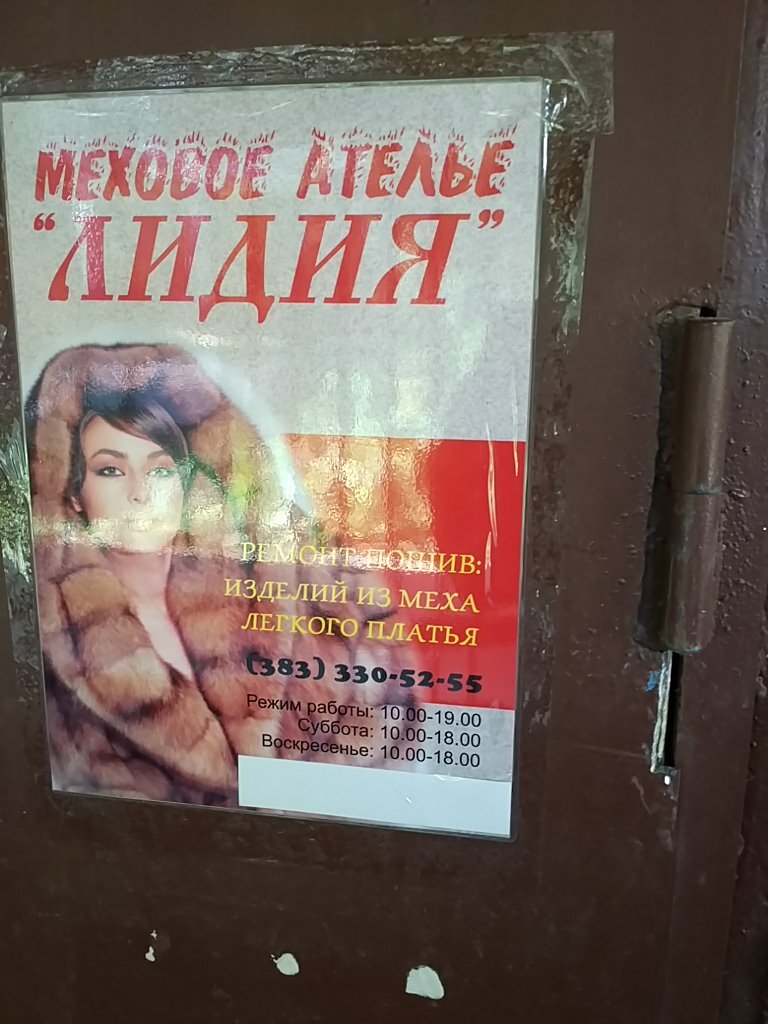 МЕХОВОЕ АТЕЛЬЕ
“ЛИДИЯ”
РЕМОНТ ПОШИВ:
ИЗДЕЛИЙ ИЗ МЕХА
ЛЕГКОГО ПЛАТЬЯ
(383) 330-52-55
Режим работы: 10.00-19.00
Суббота: 10.00-18.00
Воскресенье: 10.00-18.00